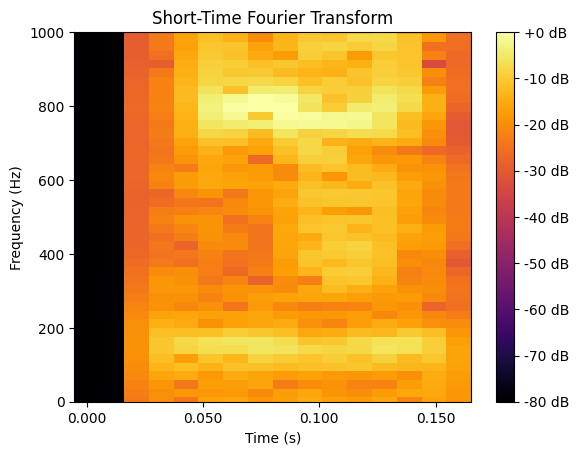 Short-Time Fourier Transform
1000
800
600
400
200
0
Frequency (Hz)
0.000
0.050
0.100
0.150
Time (s)
+0 dB
-10 dB
-20 dB
-30 dB
-40 dB
-50 dB
-60 dB
-70 dB
-80 dB